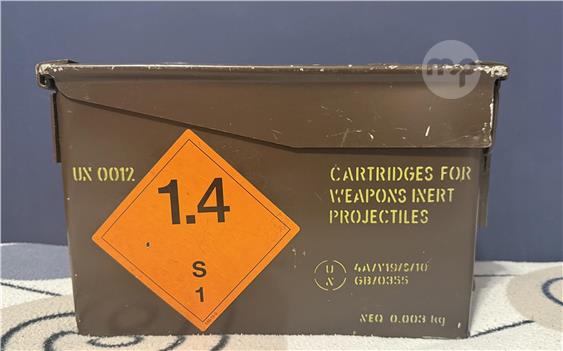 mp
UN 0012
1.4
S
1
CARTRIDGES FOR
WEAPONS INERT
PROJECTILES
U
N
4A/Y19/S/10
GB/0355
NEQ 0.003 kg